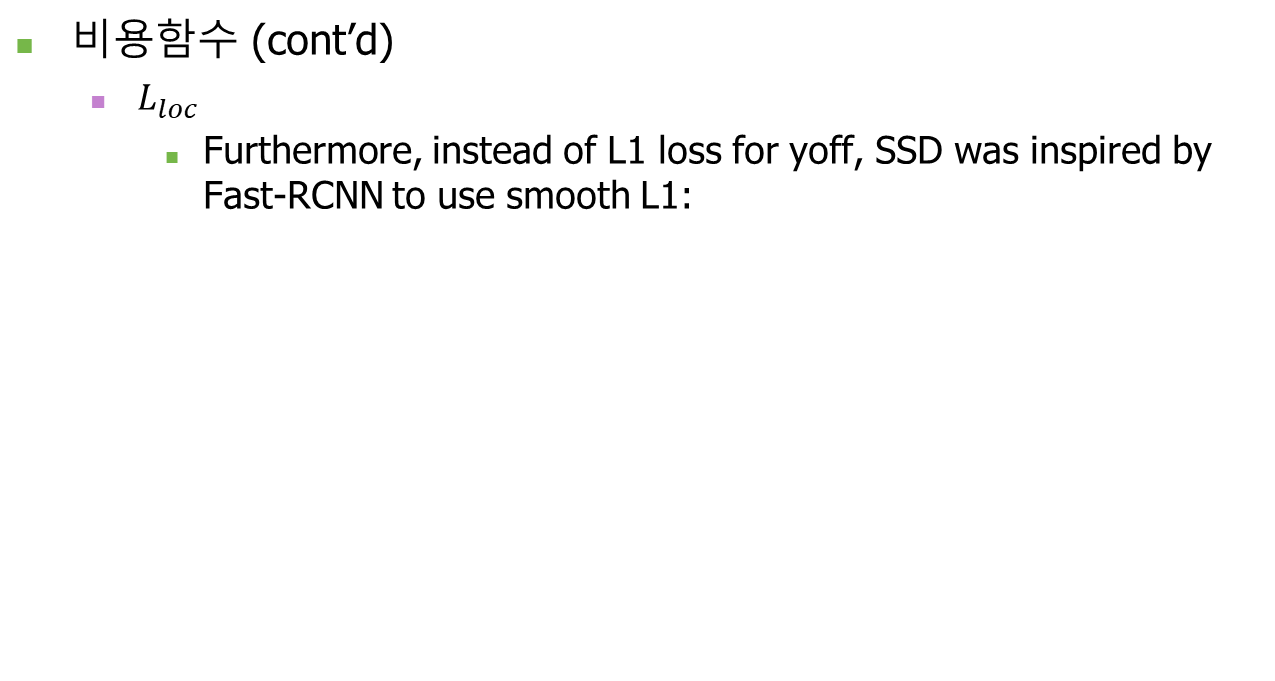 비용함수 (cont’d)
L_loc
Furthermore, instead of L1 loss for yoff, SSD was inspired by
Fast-RCNN to use smooth L1: